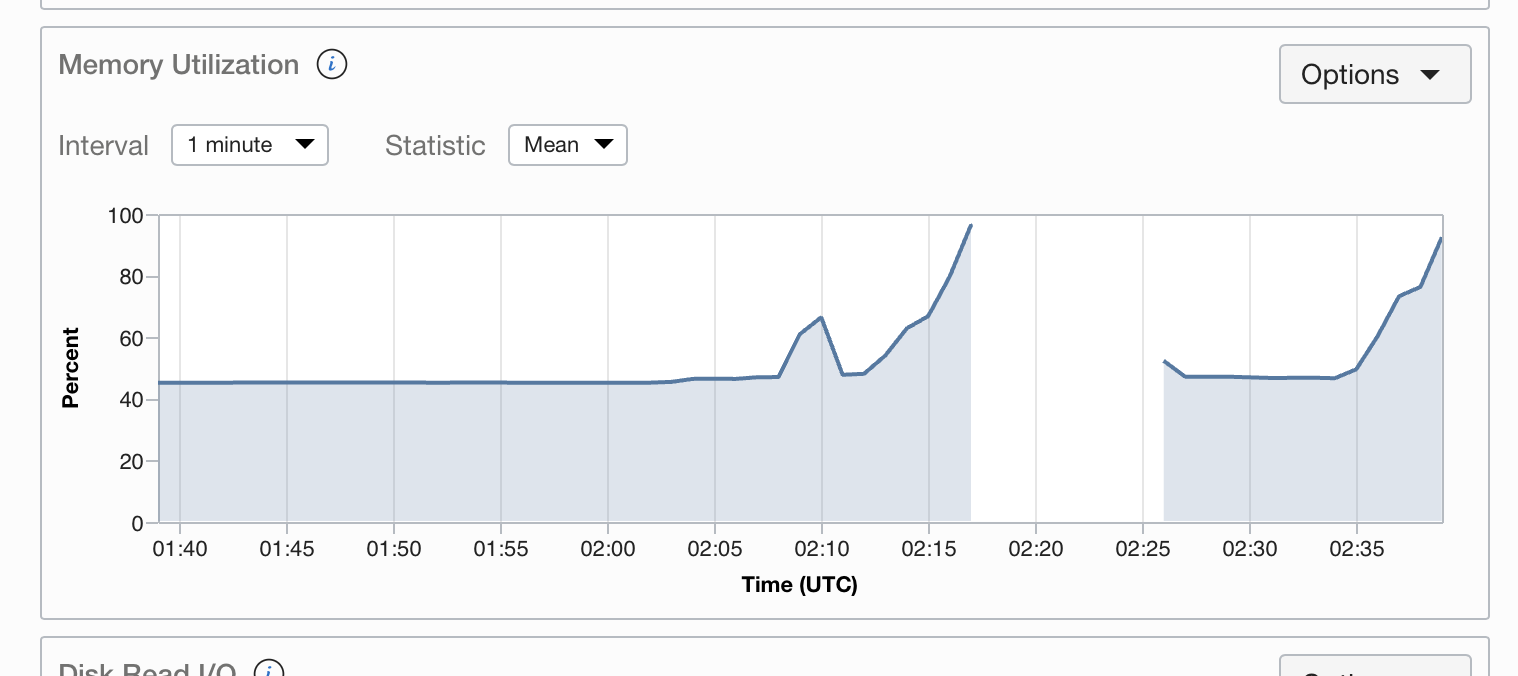 Memory Utilization i
Options
Interval 1 minute Statistic Mean
100
80
60
40
20
0
Percent
01:40 01:45 01:50 01:55 02:00 02:05 02:10 02:15 02:20 02:25 02:30 02:35
Time (UTC)
Disk Read I/O i